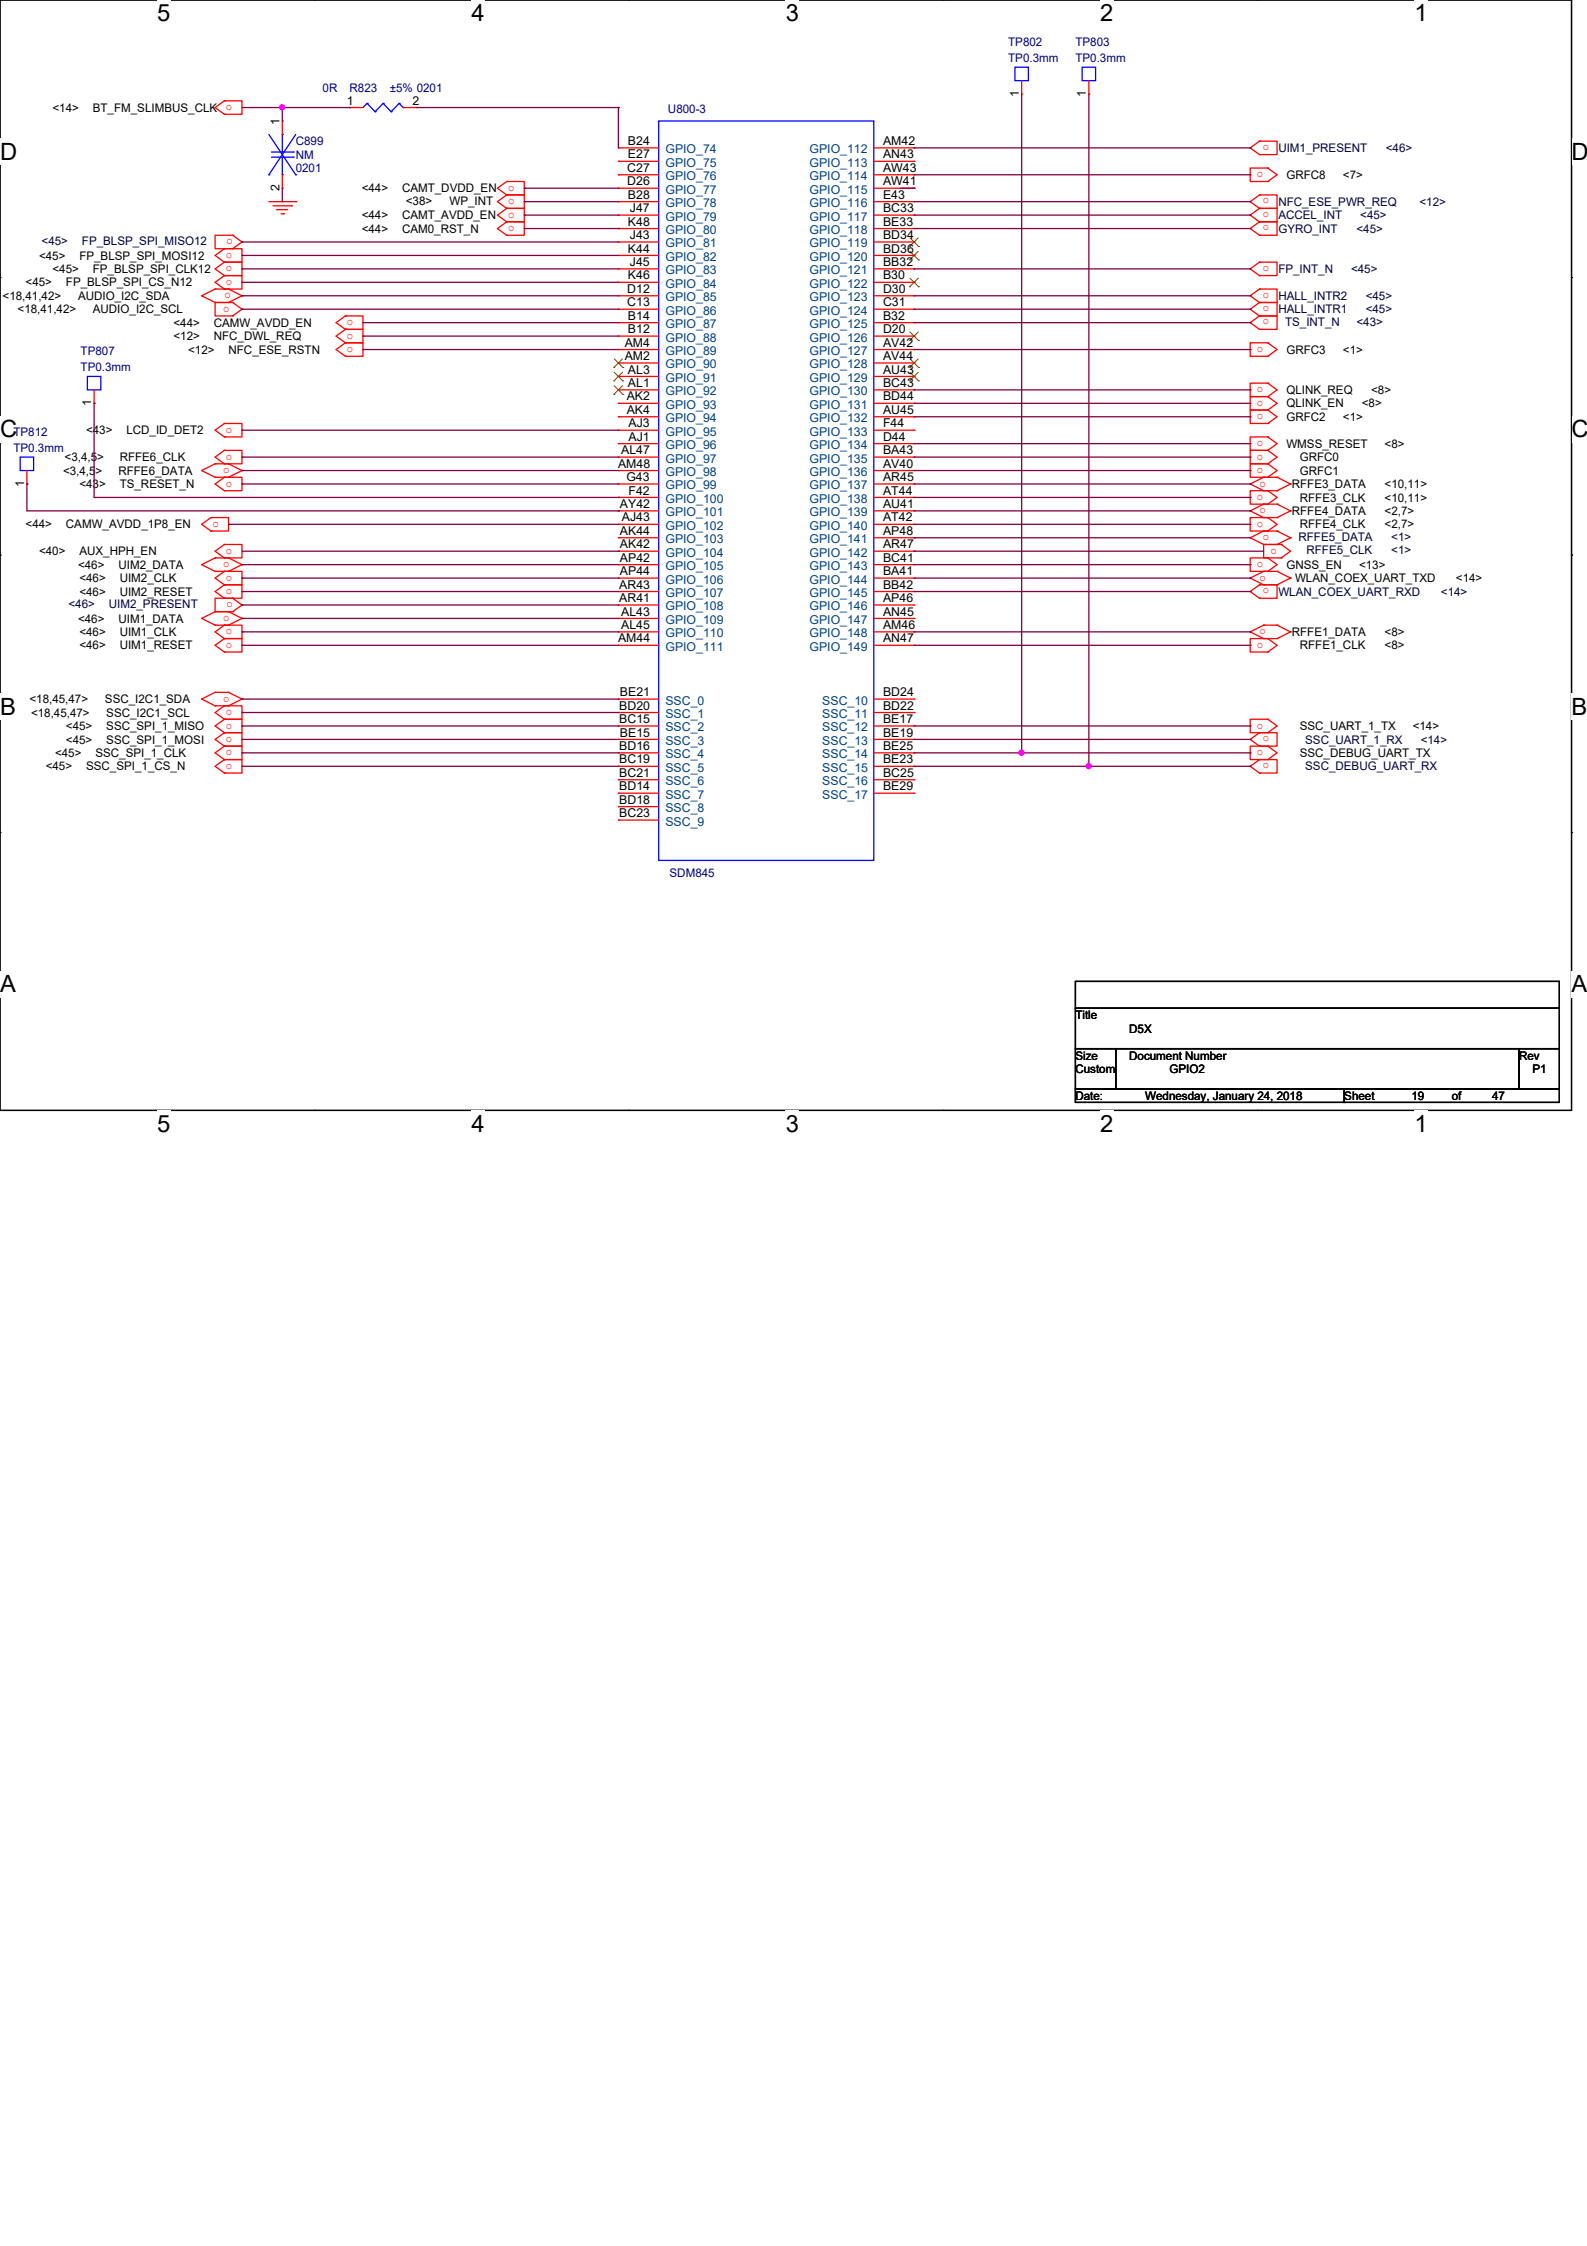 5 4 3 2 1
TP802 TP803
TP0.3mm TP0.3mm
1 1
0R R823 ±5% 0201
1 2
<14> BT_FM_SLIMBUS_CLK
U800-3
1
C899
NM
0201
2
D D
B24 GPIO_74 GPIO_112 AM42 UIM1_PRESENT <46>
E27 GPIO_75 GPIO_113 AN43
C27 GPIO_76 GPIO_114 AW43 GRFC8 <7>
<44> CAMT_DVDD_EN D26 GPIO_77 GPIO_115 AW41
<38> WP_INT B28 GPIO_78 GPIO_116 E43 NFC_ESE_PWR_REQ <12>
<44> CAMT_AVDD_EN J47 GPIO_79 GPIO_117 BC33 ACCEL_INT <45>
<44> CAM0_RST_N K48 GPIO_80 GPIO_118 BE33 GYRO_INT <45>
<45> FP_BLSP_SPI_MISO12 J43 GPIO_81 GPIO_119 BD34
<45> FP_BLSP_SPI_MOSI12 K44 GPIO_82 GPIO_120 BD36
<45> FP_BLSP_SPI_CLK12 J45 GPIO_83 GPIO_121 BB32 FP_INT_N <45>
<45> FP_BLSP_SPI_CS_N12 K46 GPIO_84 GPIO_122 B30
<18,41,42> AUDIO_I2C_SDA D12 GPIO_85 GPIO_123 D30 HALL_INTR2 <45>
<18,41,42> AUDIO_I2C_SCL C13 GPIO_86 GPIO_124 C31 HALL_INTR1 <45>
<44> CAMW_AVDD_EN B14 GPIO_87 GPIO_125 B32 TS_INT_N <43>
<12> NFC_DWL_REQ B12 GPIO_88 GPIO_126 D20
<12> NFC_ESE_RSTN AM4 GPIO_89 GPIO_127 AV42 GRFC3 <1>
TP807
TP0.3mm
1
AM2 GPIO_90 GPIO_128 AV44
AL3 GPIO_91 GPIO_129 AU43
AL1 GPIO_92 GPIO_130 BC43 QLINK_REQ <8>
AK2 GPIO_93 GPIO_131 BD44 QLINK_EN <8>
AK4 GPIO_94 GPIO_132 AU45 GRFC2 <1>
C C
TP812
TP0.3mm
1
<43> LCD_ID_DET2 AJ3 GPIO_95 GPIO_133 F44
AJ1 GPIO_96 GPIO_134 D44 WMSS_RESET <8>
<3,4,5> RFFE6_CLK AL47 GPIO_97 GPIO_135 BA43 GRFC0
<3,4,5> RFFE6_DATA AM48 GPIO_98 GPIO_136 AV40 GRFC1
<43> TS_RESET_N G43 GPIO_99 GPIO_137 AR45 RFFE3_DATA <10,11>
F42 GPIO_100 GPIO_138 AT44 RFFE3_CLK <10,11>
AY42 GPIO_101 GPIO_139 AU41 RFFE4_DATA <2,7>
<44> CAMW_AVDD_1P8_EN AJ43 GPIO_102 GPIO_140 AT42 RFFE4_CLK <2,7>
AK44 GPIO_103 GPIO_141 AP48 RFFE5_DATA <1>
<40> AUX_HPH_EN AK42 GPIO_104 GPIO_142 AR47 RFFE5_CLK <1>
<46> UIM2_DATA AP42 GPIO_105 GPIO_143 BC41 GNSS_EN <13>
<46> UIM2_CLK AP44 GPIO_106 GPIO_144 BA41 WLAN_COEX_UART_TXD <14>
<46> UIM2_RESET AR43 GPIO_107 GPIO_145 BB42 WLAN_COEX_UART_RXD <14>
<46> UIM2_PRESENT AR41 GPIO_108 GPIO_146 AP46
<46> UIM1_DATA AL43 GPIO_109 GPIO_147 AN45
<46> UIM1_CLK AL45 GPIO_110 GPIO_148 AM46 RFFE1_DATA <8>
<46> UIM1_RESET AM44 GPIO_111 GPIO_149 AN47 RFFE1_CLK <8>
B B
<18,45,47> SSC_I2C1_SDA BE21 SSC_0 SSC_10 BD24
<18,45,47> SSC_I2C1_SCL BD20 SSC_1 SSC_11 BD22
<45> SSC_SPI_1_MISO BC15 SSC_2 SSC_12 BE17 SSC_UART_1_TX <14>
<45> SSC_SPI_1_MOSI BE15 SSC_3 SSC_13 BE19 SSC_UART_1_RX <14>
<45> SSC_SPI_1_CLK BD16 SSC_4 SSC_14 BE25 SSC_DEBUG_UART_TX
<45> SSC_SPI_1_CS_N BC19 SSC_5 SSC_15 BE23 SSC_DEBUG_UART_RX
BC21 SSC_6 SSC_16 BC25
BD14 SSC_7 SSC_17 BE29
BD18 SSC_8
BC23 SSC_9
SDM845
A A
Title
D5X
Size Document Number Rev
Custom GPIO2 P1
Date: Wednesday, January 24, 2018 Sheet 19 of 47
5 4 3 2 1